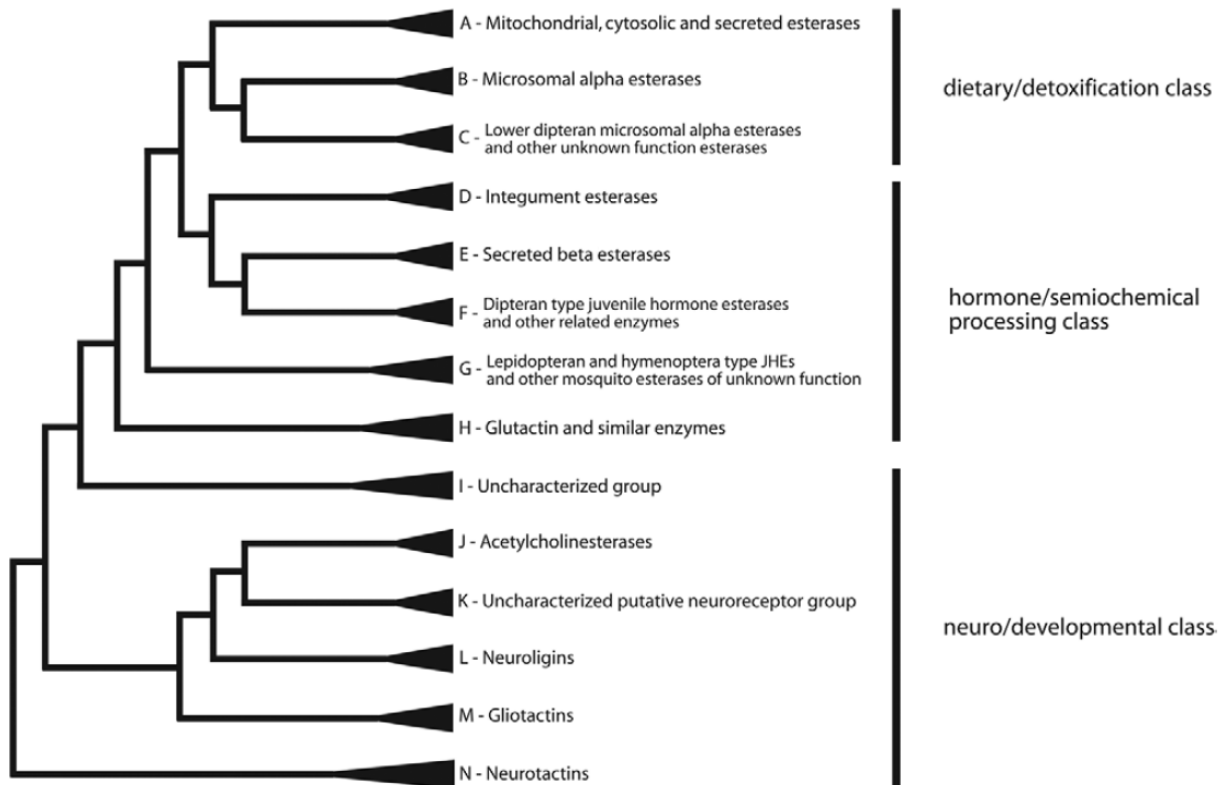 A - Mitochondrial, cytosolic and secreted esterases
B - Microsomal alpha esterases
C - Lower dipteran microsomal alpha esterases
and other unknown function esterases
dietary/detoxification class
D - Integument esterases
E - Secreted beta esterases
F - Dipteran type juvenile hormone esterases
and other related enzymes
G - Lepidopteran and hymenoptera type JHEs
and other mosquito esterases of unknown function
H - Glutactin and similar enzymes
hormone/semiochemical
processing class
I - Uncharacterized group
J - Acetylcholinesterases
K - Uncharacterized putative neuroreceptor group
L - Neuroligins
M - Gliotactins
N - Neurotactins
neuro/developmental class